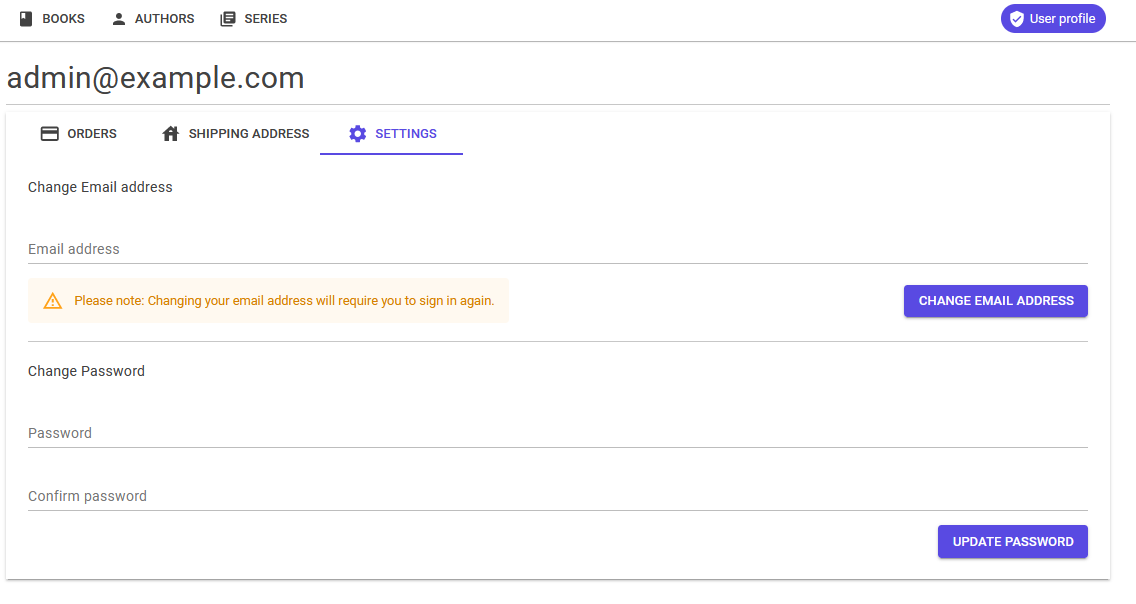 BOOKS AUTHORS SERIES User profile
admin@example.com
ORDERS SHIPPING ADDRESS SETTINGS
Change Email address
Email address
Please note: Changing your email address will require you to sign in again. CHANGE EMAIL ADDRESS
Change Password
Password
Confirm password
UPDATE PASSWORD